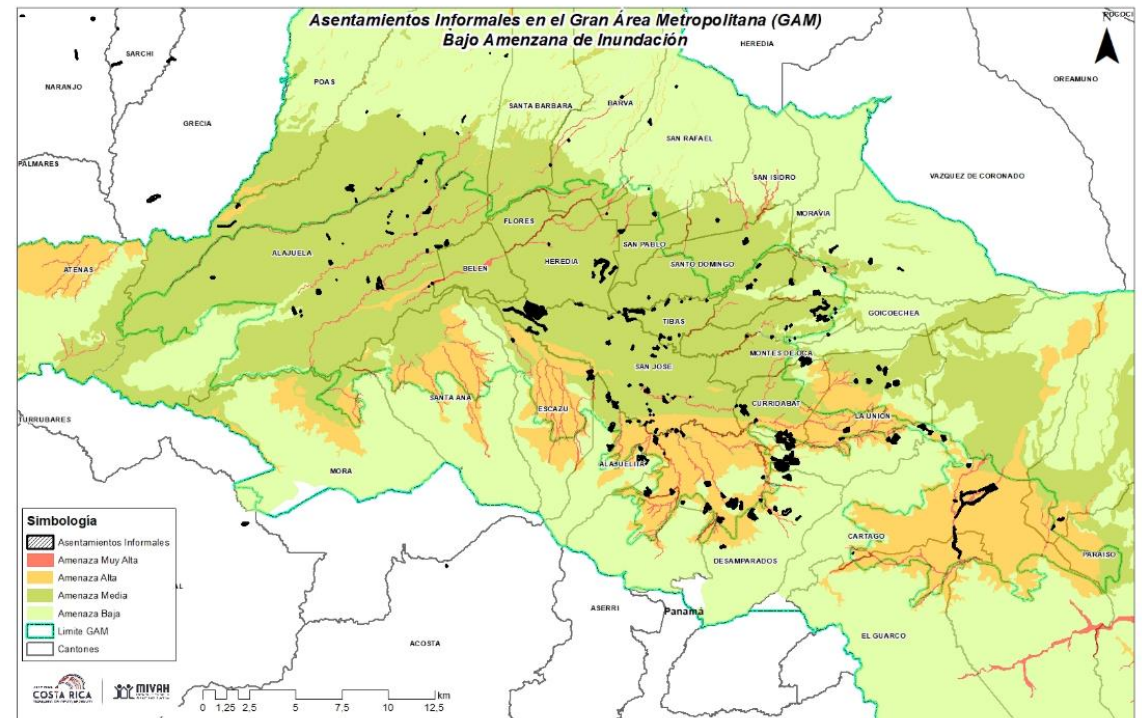 Asentamientos Informales en el Gran Área Metropolitana (GAM)
Bajo Amenzana de Inundación
POCOCI
SARCHI
HEREDIA
OREAMUNO
NARANJO
POAS
SANTA BARBARA
BARVA
GRECIA
SAN RAFAEL
PALMARES
SAN ISIDRO
VAZQUEZ DE CORONADO
MORAVIA
FLORES
SAN PABLO
ALAJUELA
SANTO DOMINGO
HEREDIA
ATENAS
BELEN
GOICOECHEA
TIBAS
MONTES DE OCA
SAN JOSE
SANTA ANA
ESCAZU
CURRIDABAT
LA UNION
TURRUBARES
MORA
ALAJUELITA
CARTAGO
PARAISO
DESAMPARADOS
ASERRI
Panamá
EL GUARCO
ACOSTA
Simbología
Asentamientos Informales
Amenaza Muy Alta
Amenaza Alta
Amenaza Media
Amenaza Baja
Limite GAM
Cantones
AL
COSTA RICA
MIVAH
km
0 1,25 2,5 5 7,5 10 12,5